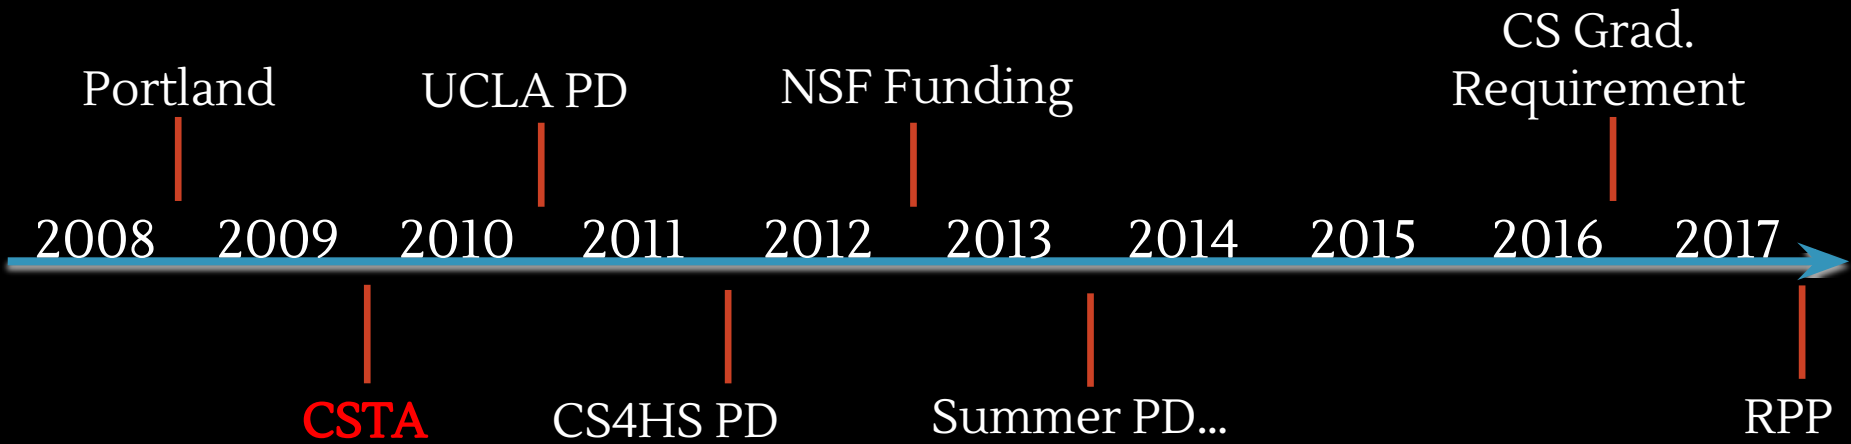 CS Grad.
Portland UCLA PD NSF Funding Requirement
2008 2009 2010 2011 2012 2013 2014 2015 2016 2017
CSTA CS4HS PD Summer PD... RPP